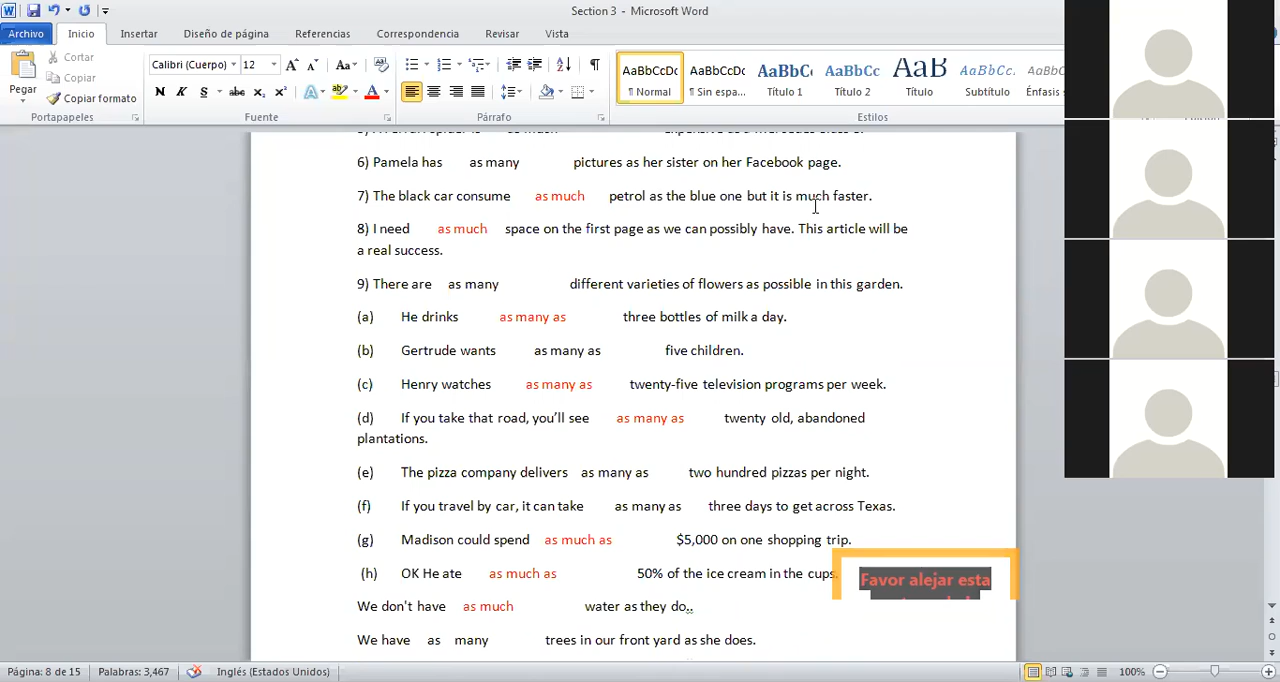 Section 3 - Microsoft Word
Archivo Inicio Insertar Diseño de página Referencias Correspondencia Revisar Vista
Pegar
Cortar
Copiar
Copiar formato
Portapapeles
Calibri (Cuerpo) 12
Fuente
Párrafo
AaBbCcDc AaBbCcDc AaBbC AaBbCc AaB AaBbCc
¶ Normal ¶ Sin espa... Título 1 Título 2 Título Subtítulo Énfasis
Estilos
6) Pamela has as many pictures as her sister on her Facebook page.
7) The black car consume as much petrol as the blue one but it is much faster.
8) I need as much space on the first page as we can possibly have. This article will be
a real success.
9) There are as many different varieties of flowers as possible in this garden.
(a) He drinks as many as three bottles of milk a day.
(b) Gertrude wants as many as five children.
(c) Henry watches as many as twenty-five television programs per week.
(d) If you take that road, you’ll see as many as twenty old, abandoned
plantations.
(e) The pizza company delivers as many as two hundred pizzas per night.
(f) If you travel by car, it can take as many as three days to get across Texas.
(g) Madison could spend as much as $5,000 on one shopping trip.
(h) OK He ate as much as 50% of the ice cream in the cups.
We don't have as much water as they do..
We have as many trees in our front yard as she does.
Favor alejar esta
Página: 8 de 15 Palabras: 3,467 Inglés (Estados Unidos) 100%